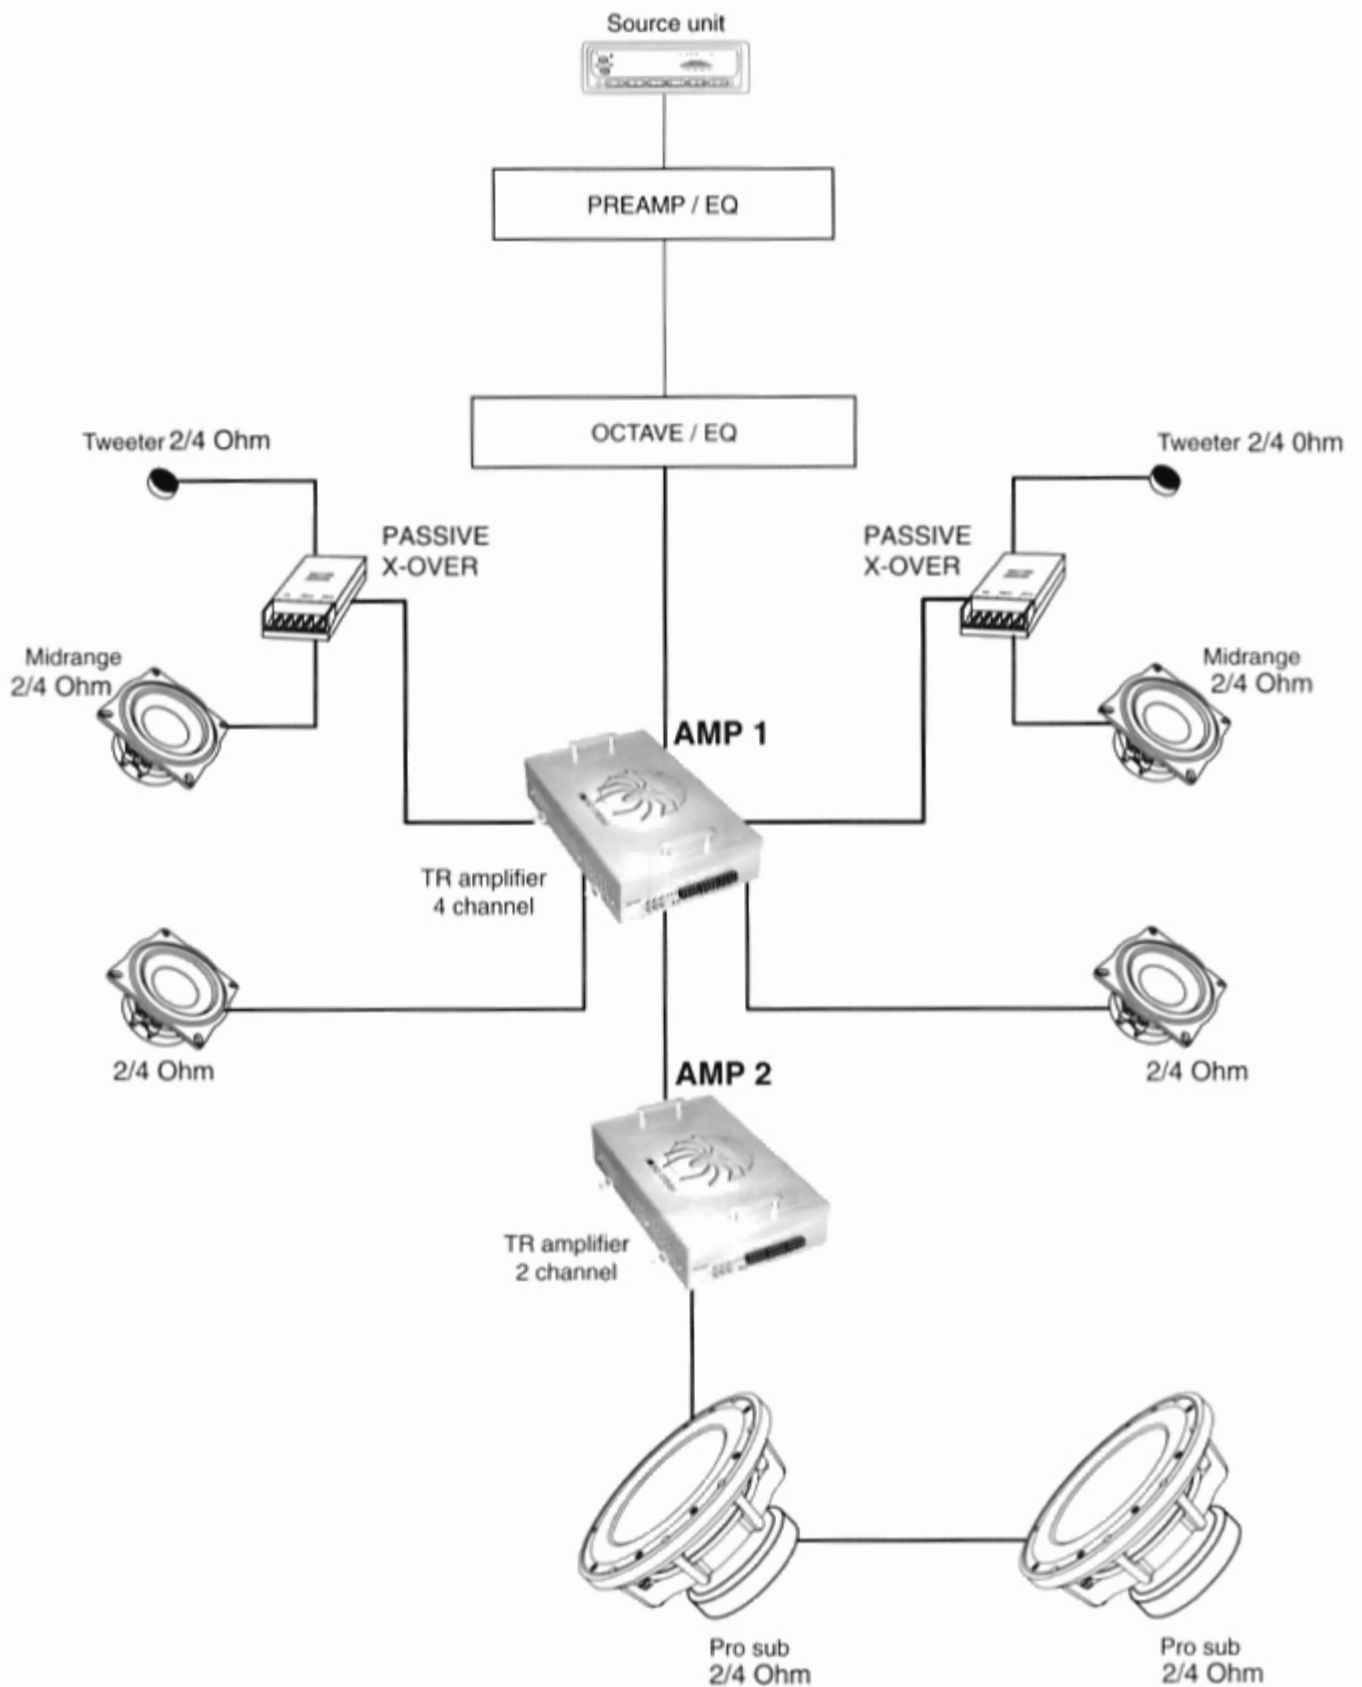 Source unit
PREAMP / EQ
OCTAVE / EQ
Tweeter 2/4 Ohm
Tweeter 2/4 0hm
PASSIVE
X-OVER
PASSIVE
X-OVER
Midrange
2/4 Ohm
Midrange
2/4 Ohm
AMP 1
TR amplifier
4 channel
2/4 Ohm
2/4 Ohm
AMP 2
TR amplifier
2 channel
Pro sub
2/4 Ohm
Pro sub
2/4 Ohm